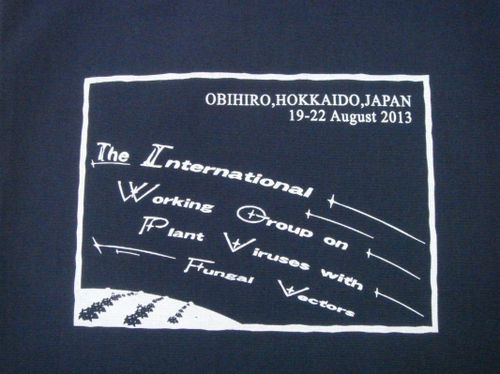 OBIHIRO,HOKKAIDO,JAPAN
19-22 August 2013
The International
Working Group on
Plant Viruses with
Fungal Vectors